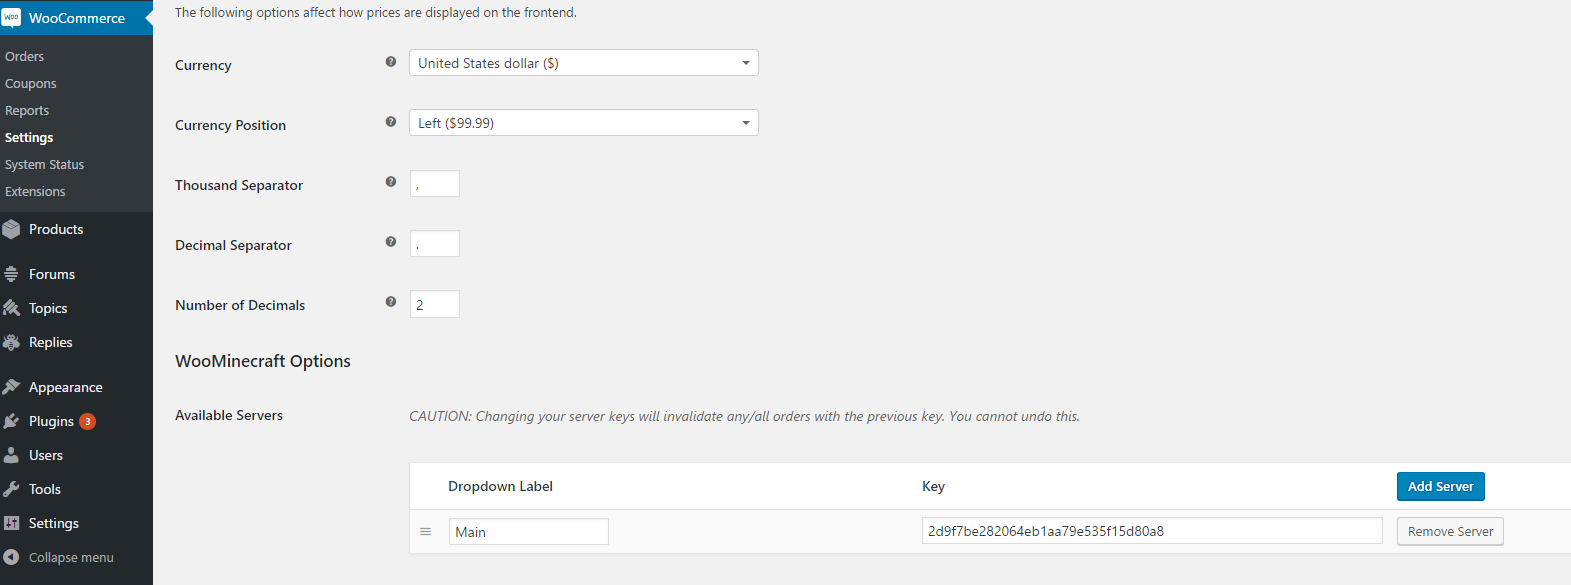 WOO WooCommerce
Orders
Coupons
Reports
Settings
System Status
Extensions
Products
Forums
Topics
Replies
Appearance
Plugins 3
Users
Tools
Settings
Collapse menu
The following options affect how prices are displayed on the frontend.
Currency ? United States dollar ($)
Currency Position ? Left ($99.99)
Thousand Separator ? ,
Decimal Separator ? .
Number of Decimals ? 2
WooMinecraft Options
Available Servers CAUTION: Changing your server keys will invalidate any/all orders with the previous key. You cannot undo this.
Dropdown Label Key Add Server
Main 2d9f7be282064eb1aa79e535f15d80a8 Remove Server